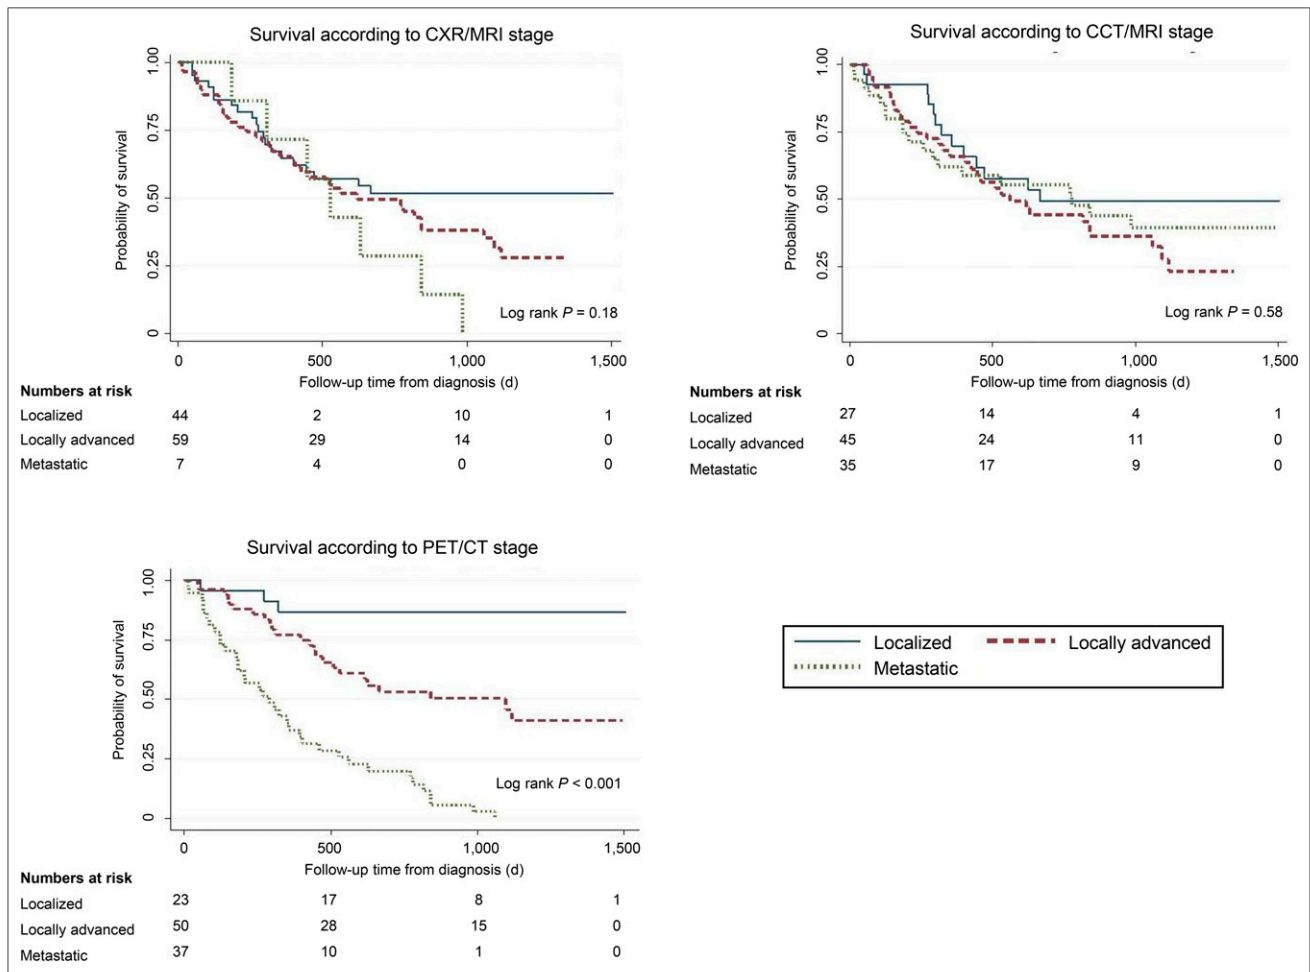 Survival according to CXR/MRI stage
Probability of survival
1.00
0.75
0.50
0.25
0
Log rank P = 0.18
0 500 1,000 1,500
Follow-up time from diagnosis (d)
Numbers at risk
Localized 44 2 10 1
Locally advanced 59 29 14 0
Metastatic 7 4 0 0
Survival according to CCT/MRI stage
Probability of survival
1.00
0.75
0.50
0.25
0
Log rank P = 0.58
0 500 1,000 1,500
Follow-up time from diagnosis (d)
Numbers at risk
Localized 27 14 4 1
Locally advanced 45 24 11 0
Metastatic 35 17 9 0
Survival according to PET/CT stage
Probability of survival
1.00
0.75
0.50
0.25
0
Log rank P < 0.001
0 500 1,000 1,500
Follow-up time from diagnosis (d)
Numbers at risk
Localized 23 17 8 1
Locally advanced 50 28 15 0
Metastatic 37 10 1 0
Localized Locally advanced
Metastatic